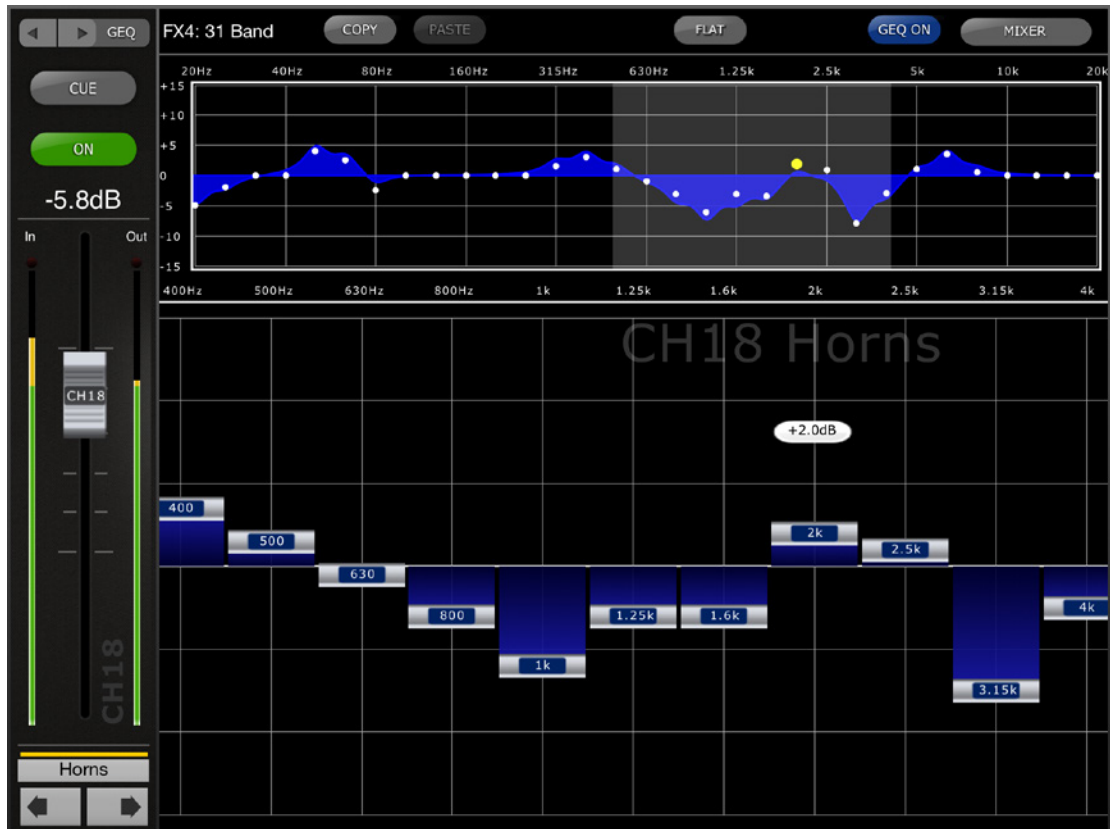 GEQ FX4: 31 Band COPY PASTE FLAT GEQ ON MIXER
20Hz 40Hz 80Hz 160Hz 315Hz 630Hz 1.25k 2.5k 5k 10k 20k
CUE
+15
+10
ON
+5
0
-5.8dB
-5
In Out
-10
-15
400Hz 500Hz 630Hz 800Hz 1k 1.25k 1.6k 2k 2.5k 3.15k 4k
CH18 Horns
CH18
+2.0dB
400
500
2k
2.5k
630
800
1.25k
1.6k
4k
1k
3.15k
CH18
Horns